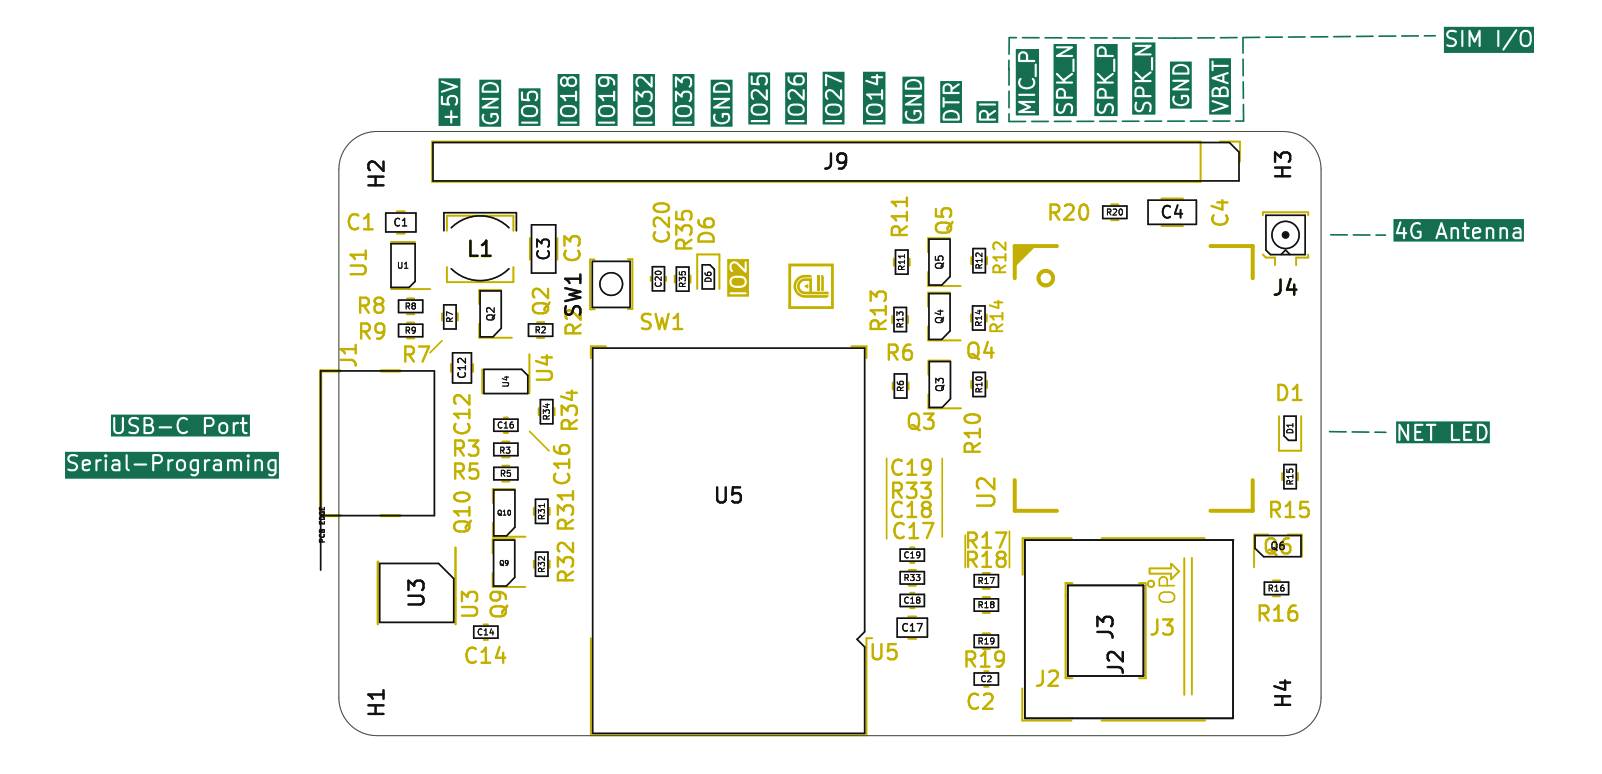 SIM I/O
+5V
GND
IO5
IO18
IO19
IO32
IO33
GND
IO25
IO26
IO27
IO14
GND
DTR
RI
MIC_P
SPK_N
SPK_P
SPK_N
GND
VBAT
H2
J9
H3
C1
C1
L1
C3
C3
C20
R35
D6
R11
Q5
R20
R20
C4
C4
4G Antenna
U1
U1
SW1
C20
R35
D6
IO2
R11
Q5
R12
R12
J4
R8
R8
R7
Q2
Q2
R9
R9
R2
R2
SW1
R13
R13
Q4
R14
R14
J1
R7
R6
Q4
C12
U4
U4
R6
Q3
R10
D1
C12
R34
R34
Q3
R10
USB-C Port
C16
D1
NET LED
R3
R3
C16
Serial-Programing
R5
R5
C19
R33
C18
C17
U2
R15
R15
U5
Q10
Q10
R31
R31
PCB EDGE
Q9
R32
R32
R17
R18
Q6
Q6
C19
R33
C18
C17
R17
R18
R19
R19
C2
C2
R16
R16
U3
U3
Q9
C14
C14
U5
OP
J3
J3
J2
J2
H1
H4